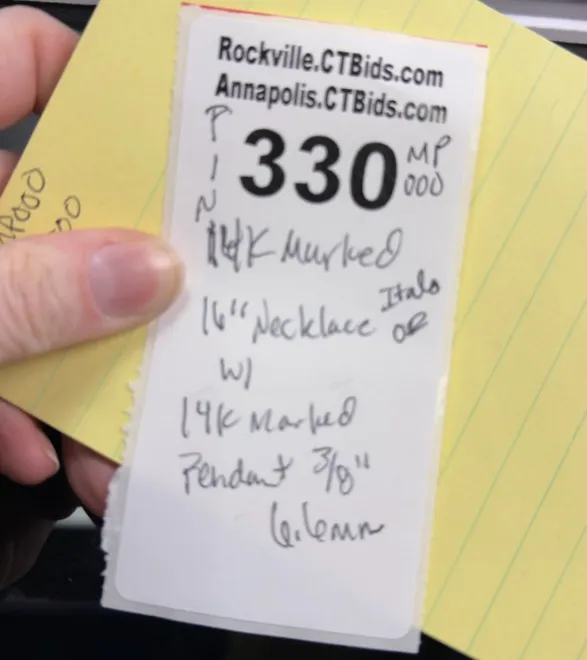 Rockville.CTBids.com
Annapolis.CTBids.com
PIN
330
MP
000
14K Marked
16" Necklace
W/
14K Marked
Pendant 3/8"
6.6mm